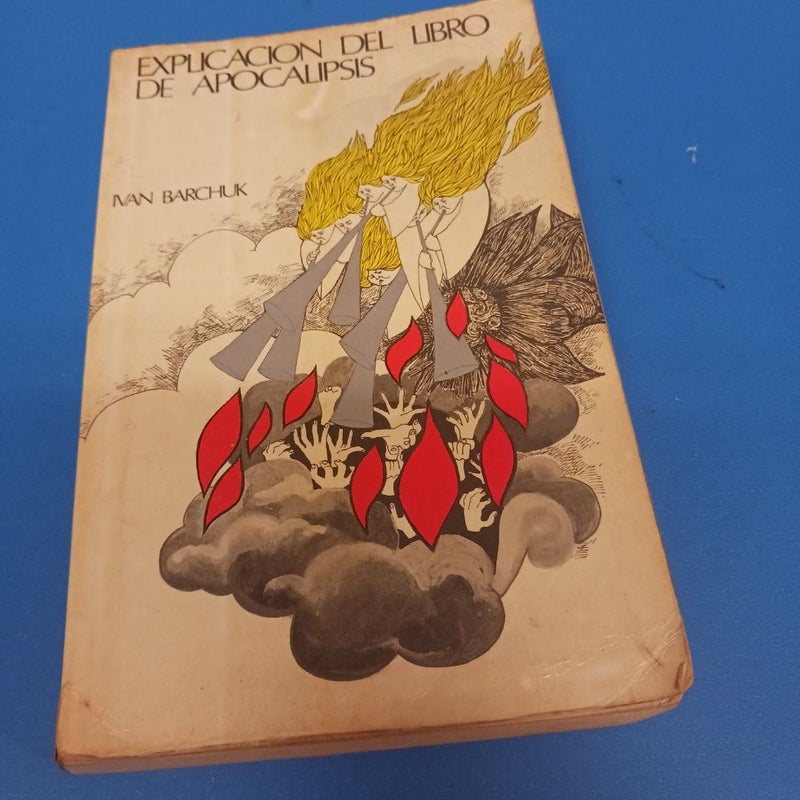 EXPLICACION DEL LIBRO
DE APOCALIPSIS
IVAN BARCHUK